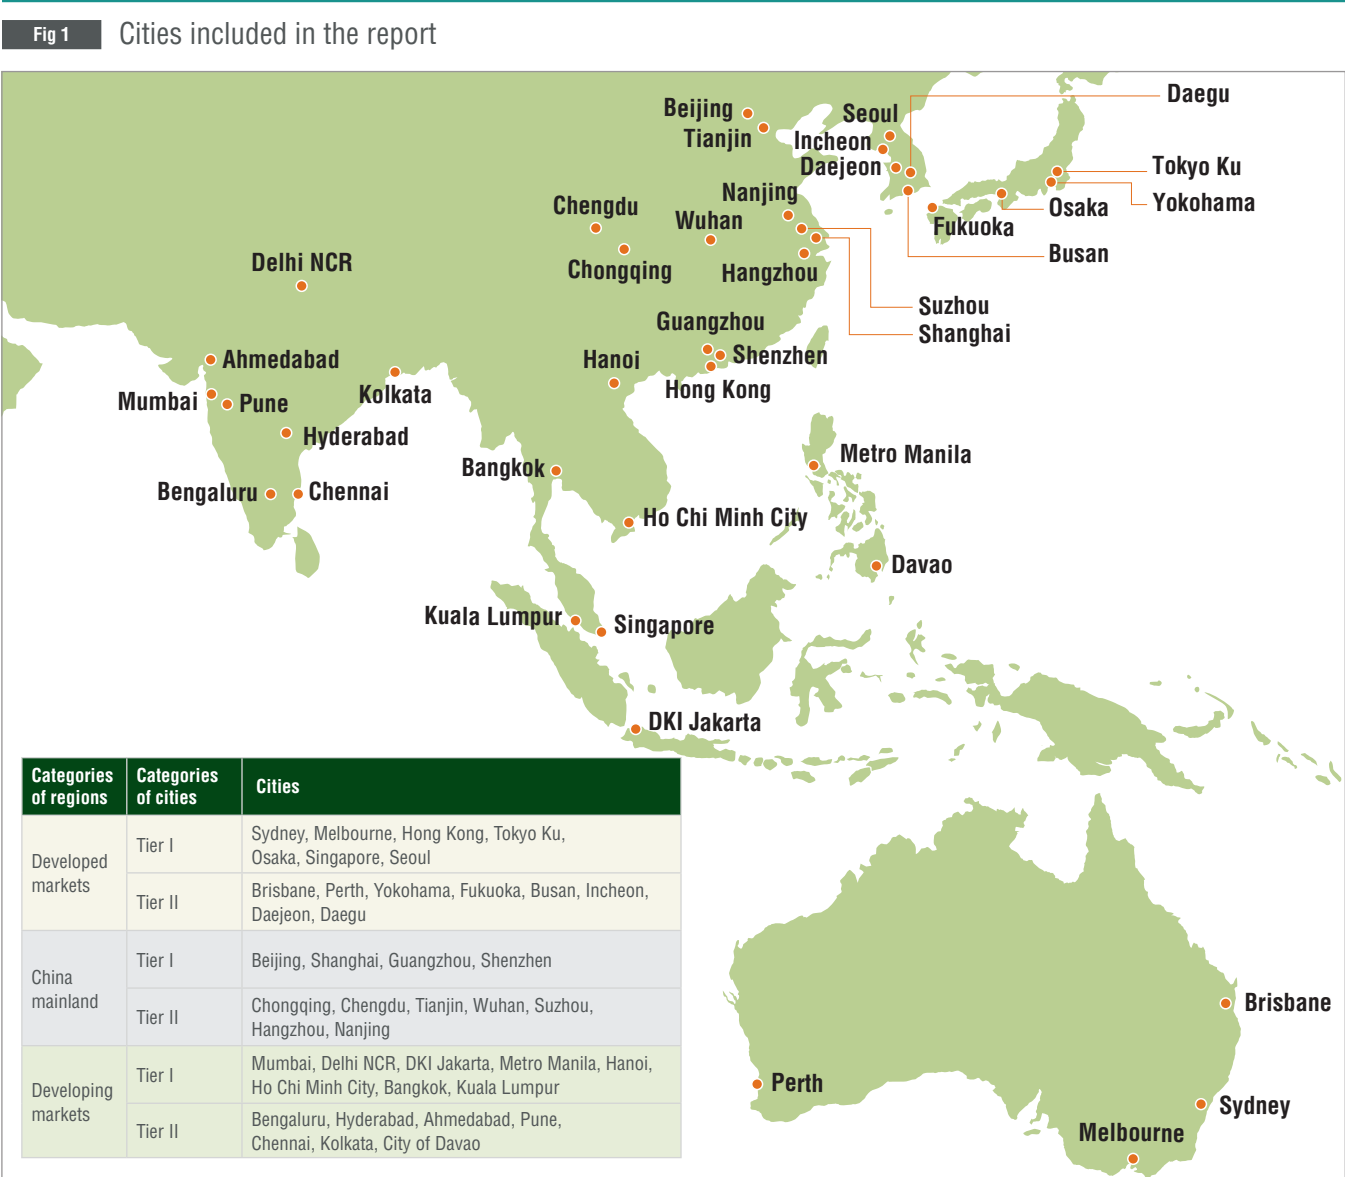 Fig 1
Cities included in the report
Daegu
Beijing
Seoul
Tianjin
Incheon
Daejeon
Tokyo Ku
Nanjing
Yokohama
Chengdu
Osaka
Wuhan
Fukuoka
Busan
Delhi NCR
Chongqing
Hangzhou
Suzhou
Guangzhou
Shanghai
Ahmedabad
Hanoi
Shenzhen
Mumbai
Pune
Kolkata
Hong Kong
Hyderabad
Metro Manila
Bangkok
Bengaluru
Chennai
Ho Chi Minh City
Davao
Kuala Lumpur
Singapore
DKI Jakarta
Brisbane
Perth
Sydney
Melbourne
Categories
of regions
Categories
of cities
Cities
Developed
markets
Tier I
Sydney, Melbourne, Hong Kong, Tokyo Ku,
Osaka, Singapore, Seoul
Tier II
Brisbane, Perth, Yokohama, Fukuoka, Busan, Incheon,
Daejeon, Daegu
China
mainland
Tier I
Beijing, Shanghai, Guangzhou, Shenzhen
Tier II
Chongqing, Chengdu, Tianjin, Wuhan, Suzhou,
Hangzhou, Nanjing
Developing
markets
Tier I
Mumbai, Delhi NCR, DKI Jakarta, Metro Manila, Hanoi,
Ho Chi Minh City, Bangkok, Kuala Lumpur
Tier II
Bengaluru, Hyderabad, Ahmedabad, Pune,
Chennai, Kolkata, City of Davao